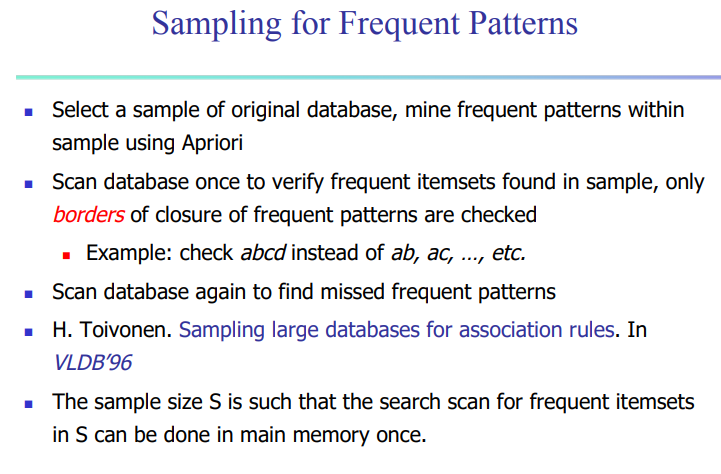 Sampling for Frequent Patterns
Select a sample of original database, mine frequent patterns within
sample using Apriori
Scan database once to verify frequent itemsets found in sample, only
borders of closure of frequent patterns are checked
Example: check abcd instead of ab, ac, ..., etc.
Scan database again to find missed frequent patterns
H. Toivonen. Sampling large databases for association rules. In
VLDB'96
The sample size S is such that the search scan for frequent itemsets
in S can be done in main memory once.